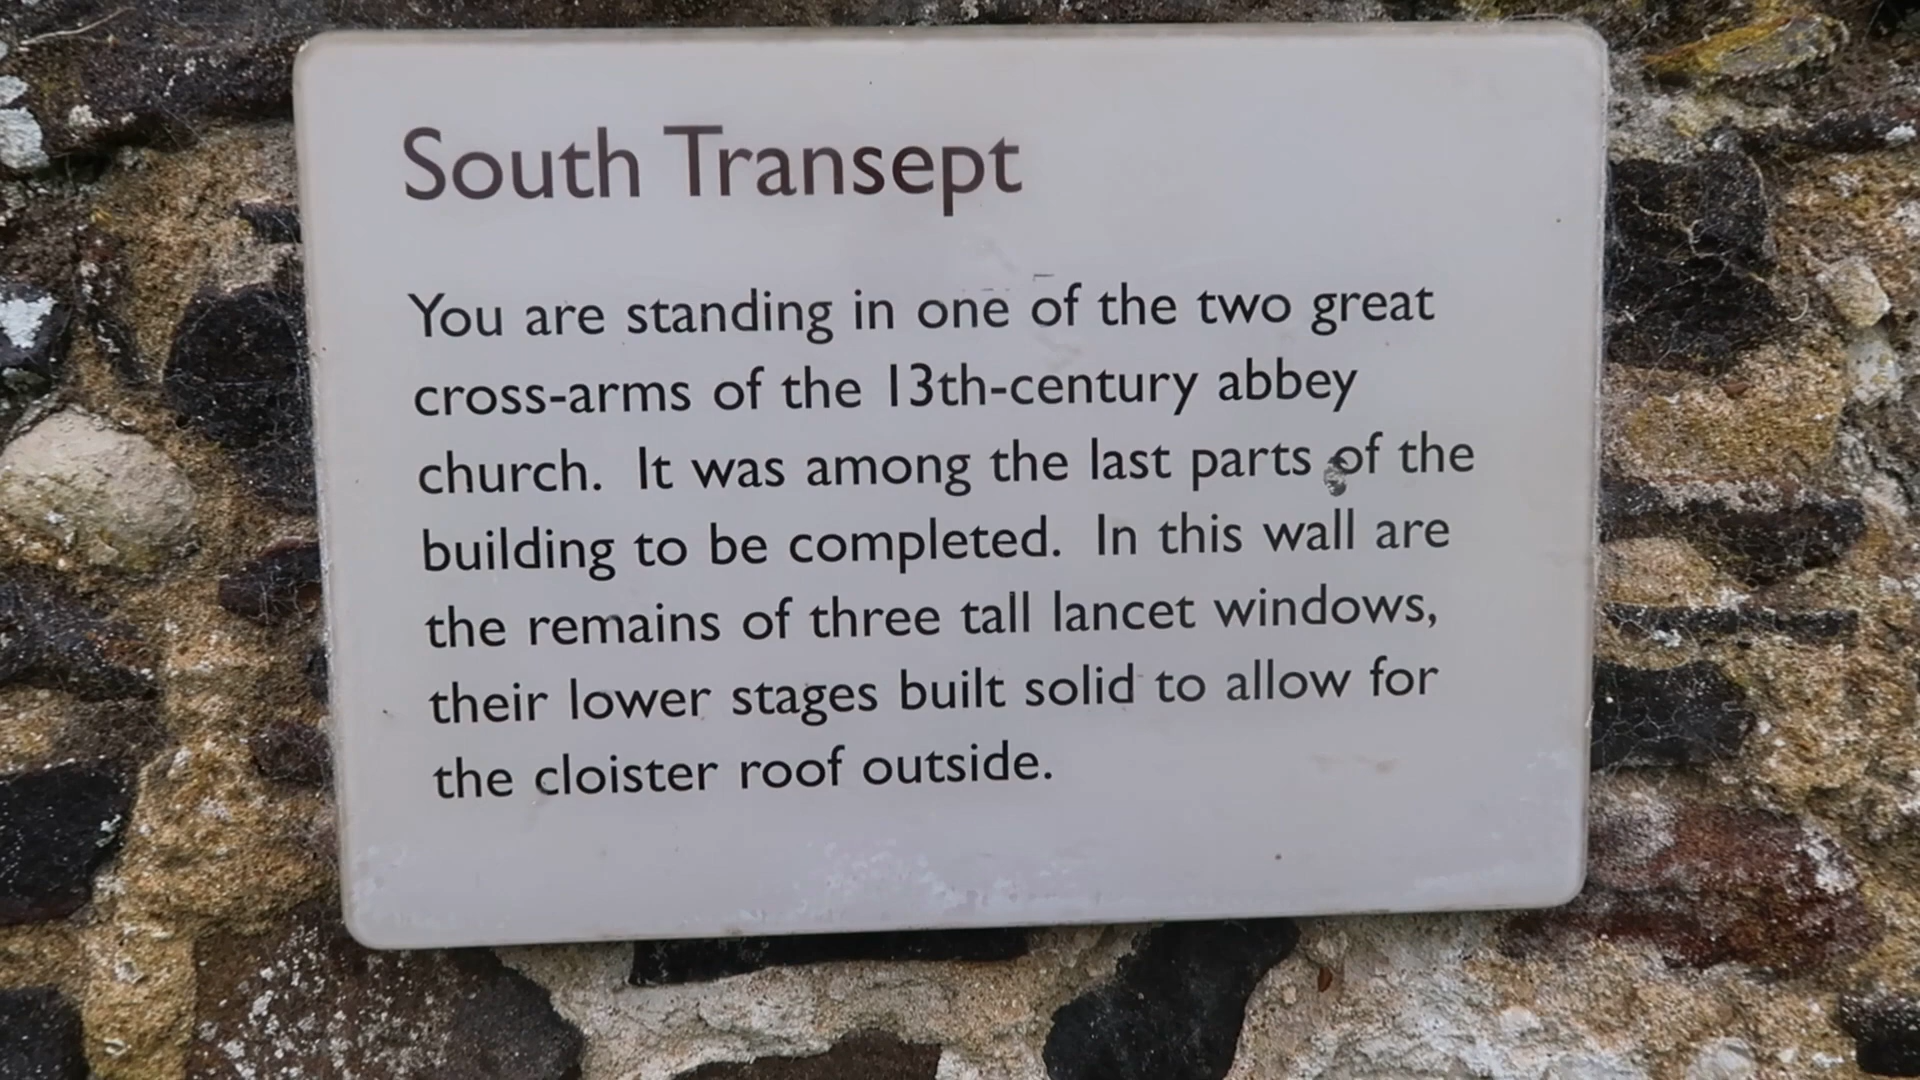 South Transept
You are standing in one of the two great
cross-arms of the 13th-century abbey
church. It was among the last parts of the
building to be completed. In this wall are
the remains of three tall lancet windows,
their lower stages built solid to allow for
the cloister roof outside.